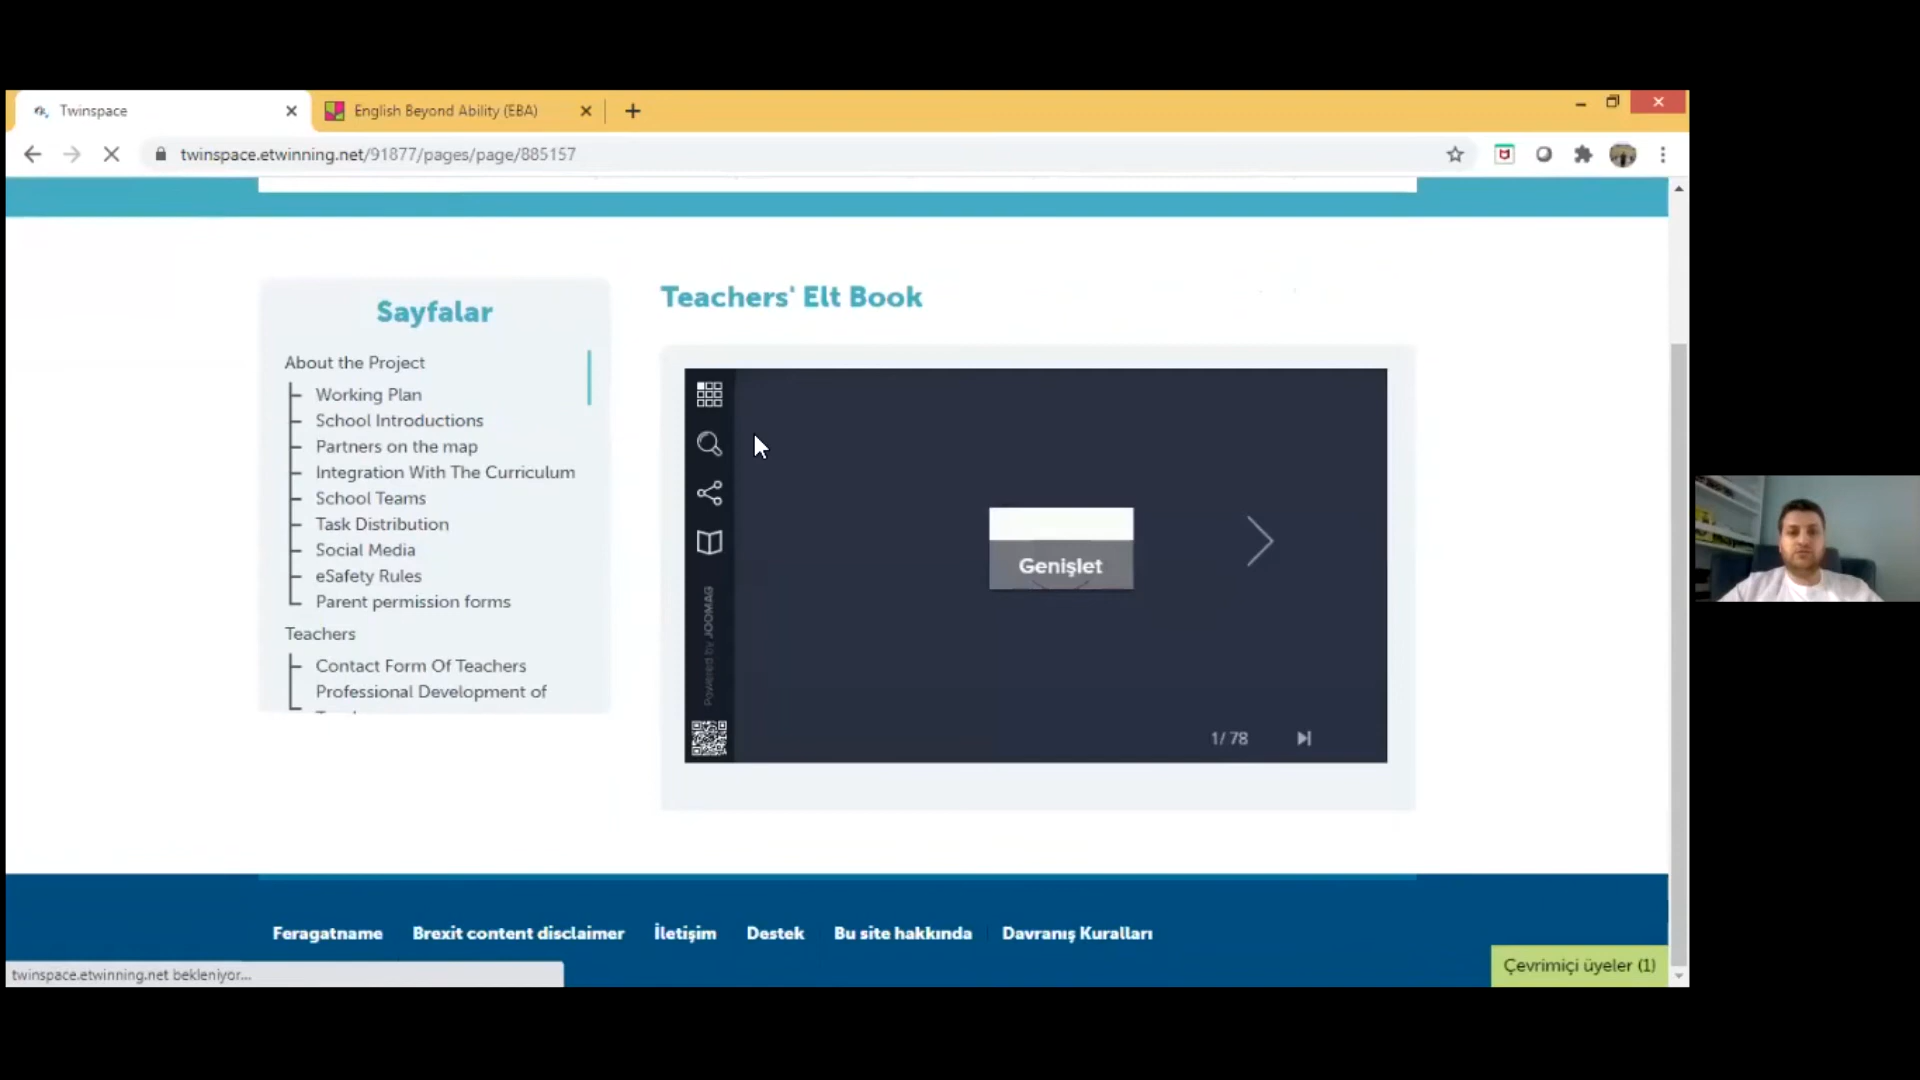 Twinspace
English Beyond Ability (EBA)
twinspace.etwinning.net/91877/pages/page/885157
Sayfalar
About the Project
Working Plan
School Introductions
Partners on the map
Integration With The Curriculum
School Teams
Task Distribution
Social Media
eSafety Rules
Parent permission forms
Teachers
Contact Form Of Teachers
Professional Development of
Teachers' Elt Book
Genişlet
Powered by JOOMAG
1/ 78
Feragatname
Brexit content disclaimer
İletişim
Destek
Bu site hakkında
Davranış Kuralları
twinspace.etwinning.net bekleniyor...
Çevrimiçi üyeler (1)